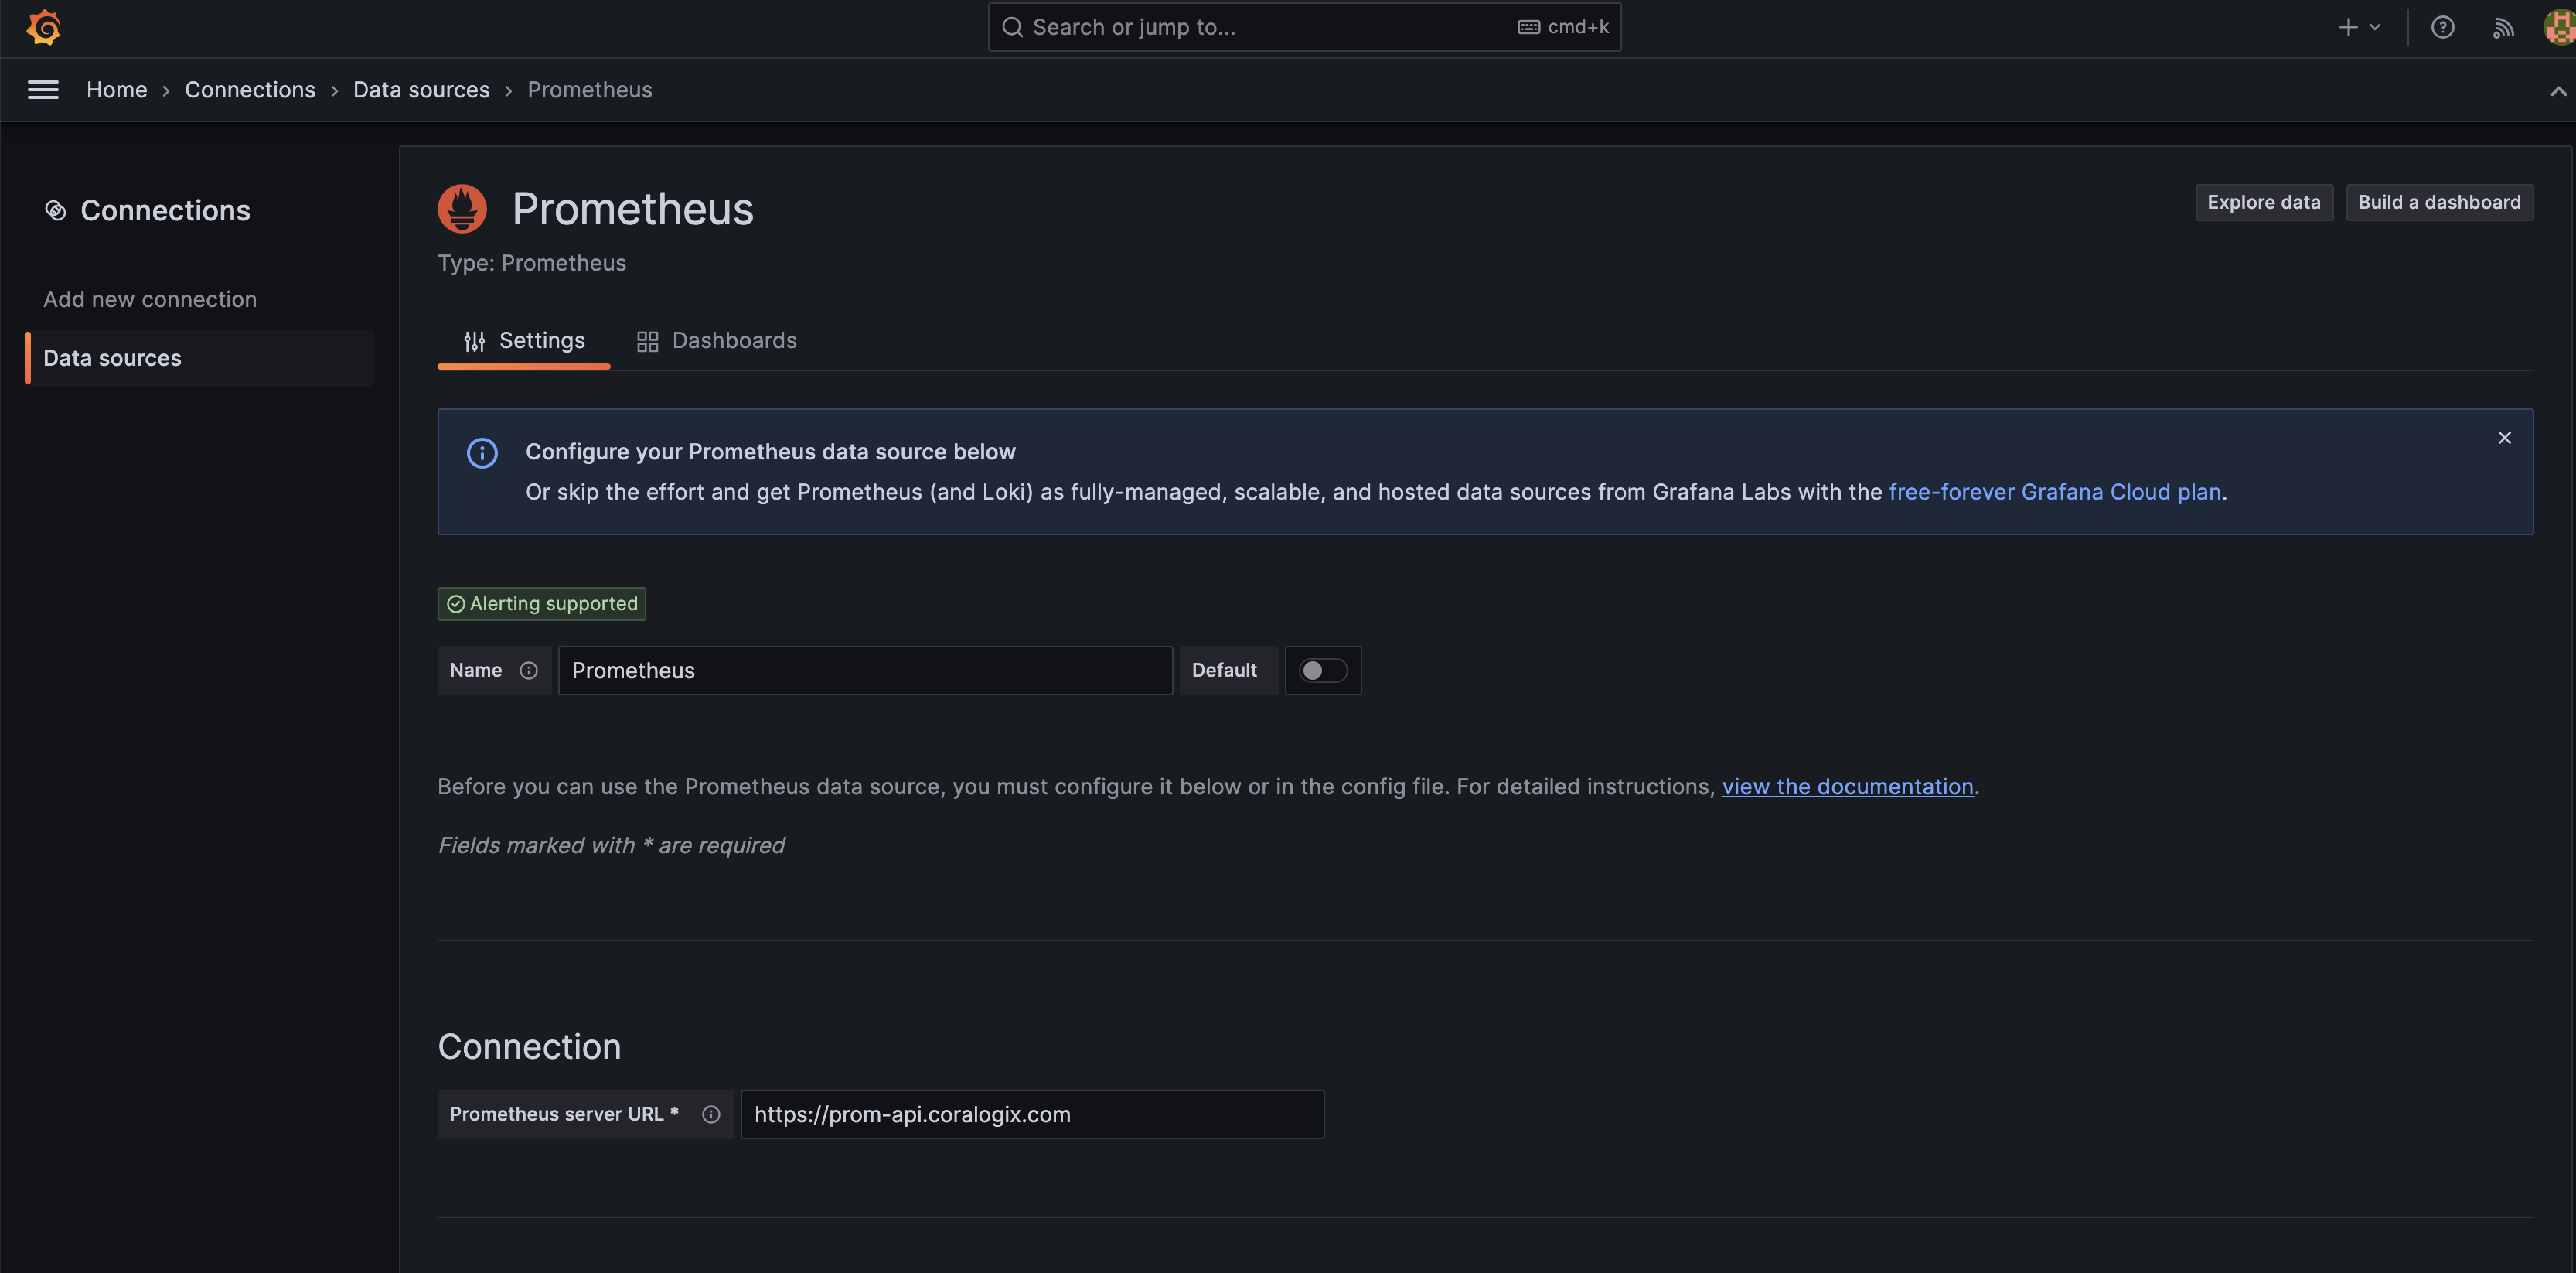 Search or jump to...
cmd+k
Home › Connections › Data sources › Prometheus
Connections
Add new connection
Data sources
Prometheus
Explore data
Build a dashboard
Type: Prometheus
Settings
Dashboards
Configure your Prometheus data source below
Or skip the effort and get Prometheus (and Loki) as fully-managed, scalable, and hosted data sources from Grafana Labs with the free-forever Grafana Cloud plan.
Alerting supported
Name
Prometheus
Default
Before you can use the Prometheus data source, you must configure it below or in the config file. For detailed instructions, view the documentation.
Fields marked with * are required
Connection
Prometheus server URL *
https://prom-api.coralogix.com